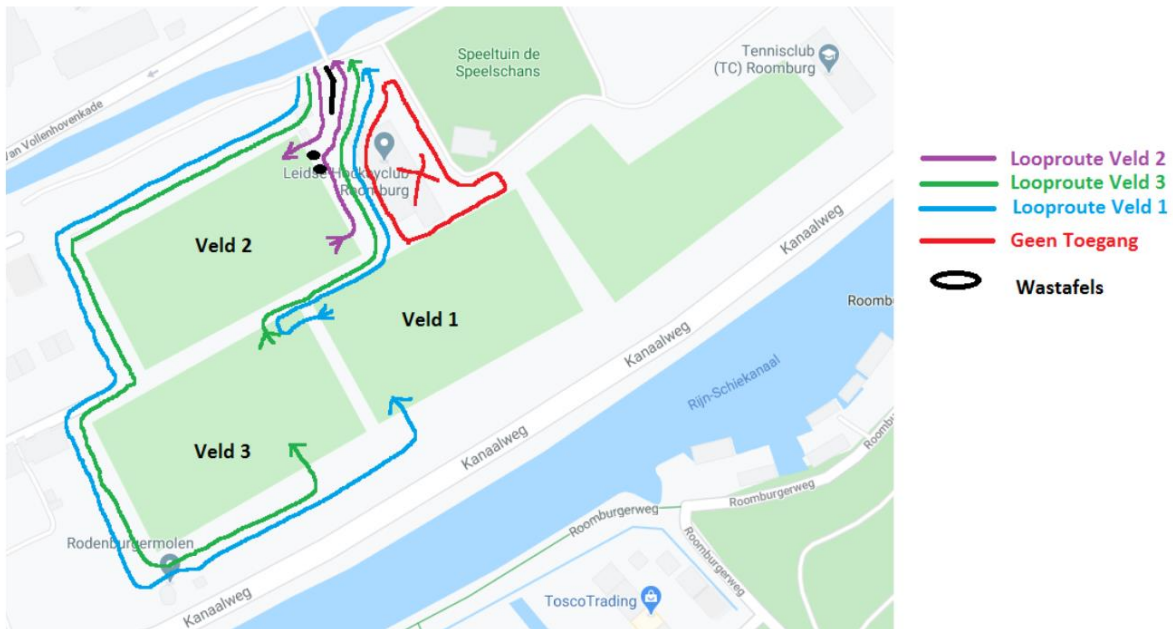 Speeltuin de
Speelschans
Tennisclub
(TC) Roomburg
Van Vollenhovenkade
Leidse Hockeyclub
Roomburg
Veld 2
Veld 1
Veld 3
Kanaalweg
Kanaalweg
Kanaalweg
Kanaalweg
Rijn-Schiekanaal
Roomb
Roombu
Roomburgerweg
Roomburgerweg
Roomburgerweg
Rodenburgermolen
ToscoTrading
Looproute Veld 2
Looproute Veld 3
Looproute Veld 1
Geen Toegang
Wastafels